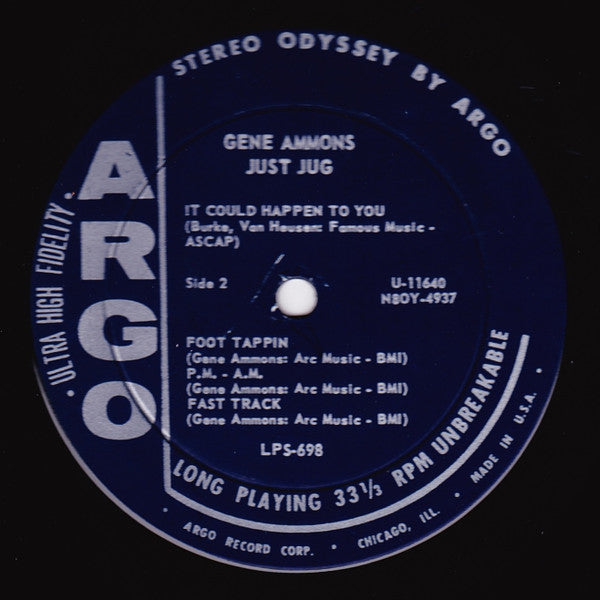 STEREO ODYSSEY BY ARGO
GENE AMMONS
JUST JUG
ARGO
• ULTRA HIGH FIDELITY •
IT COULD HAPPEN TO YOU
(Burke, Van Heusen: Famous Music -
ASCAP)
Side 2
U-11640
N8OY-4937
FOOT TAPPIN
(Gene Ammons: Arc Music - BMI)
P.M. - A.M.
(Gene Ammons: Arc Music - BMI)
FAST TRACK
(Gene Ammons: Arc Music - BMI)
LPS-698
LONG PLAYING 33⅓ RPM UNBREAKABLE
• ARGO RECORD CORP. • CHICAGO, ILL. • MADE IN U.S.A. •